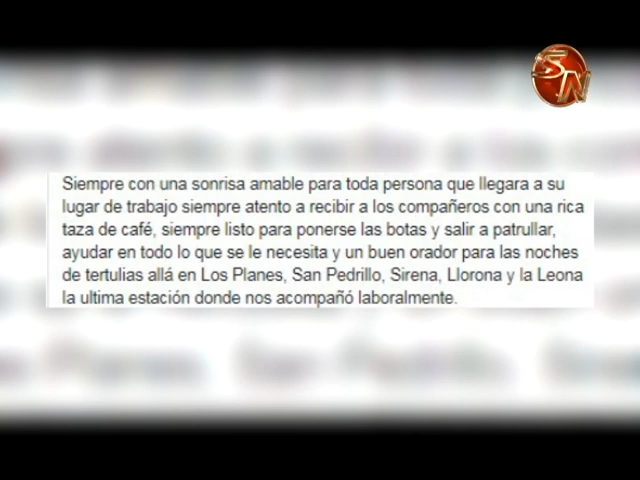 SN
Siempre con una sonrisa amable para toda persona que llegara a su
lugar de trabajo siempre atento a recibir a los compañeros con una rica
taza de café, siempre listo para ponerse las botas y salir a patrullar,
ayudar en todo lo que se le necesita y un buen orador para las noches
de tertulias allá en Los Planes, San Pedrillo, Sirena, Llorona y la Leona
la ultima estación donde nos acompañó laboralmente.